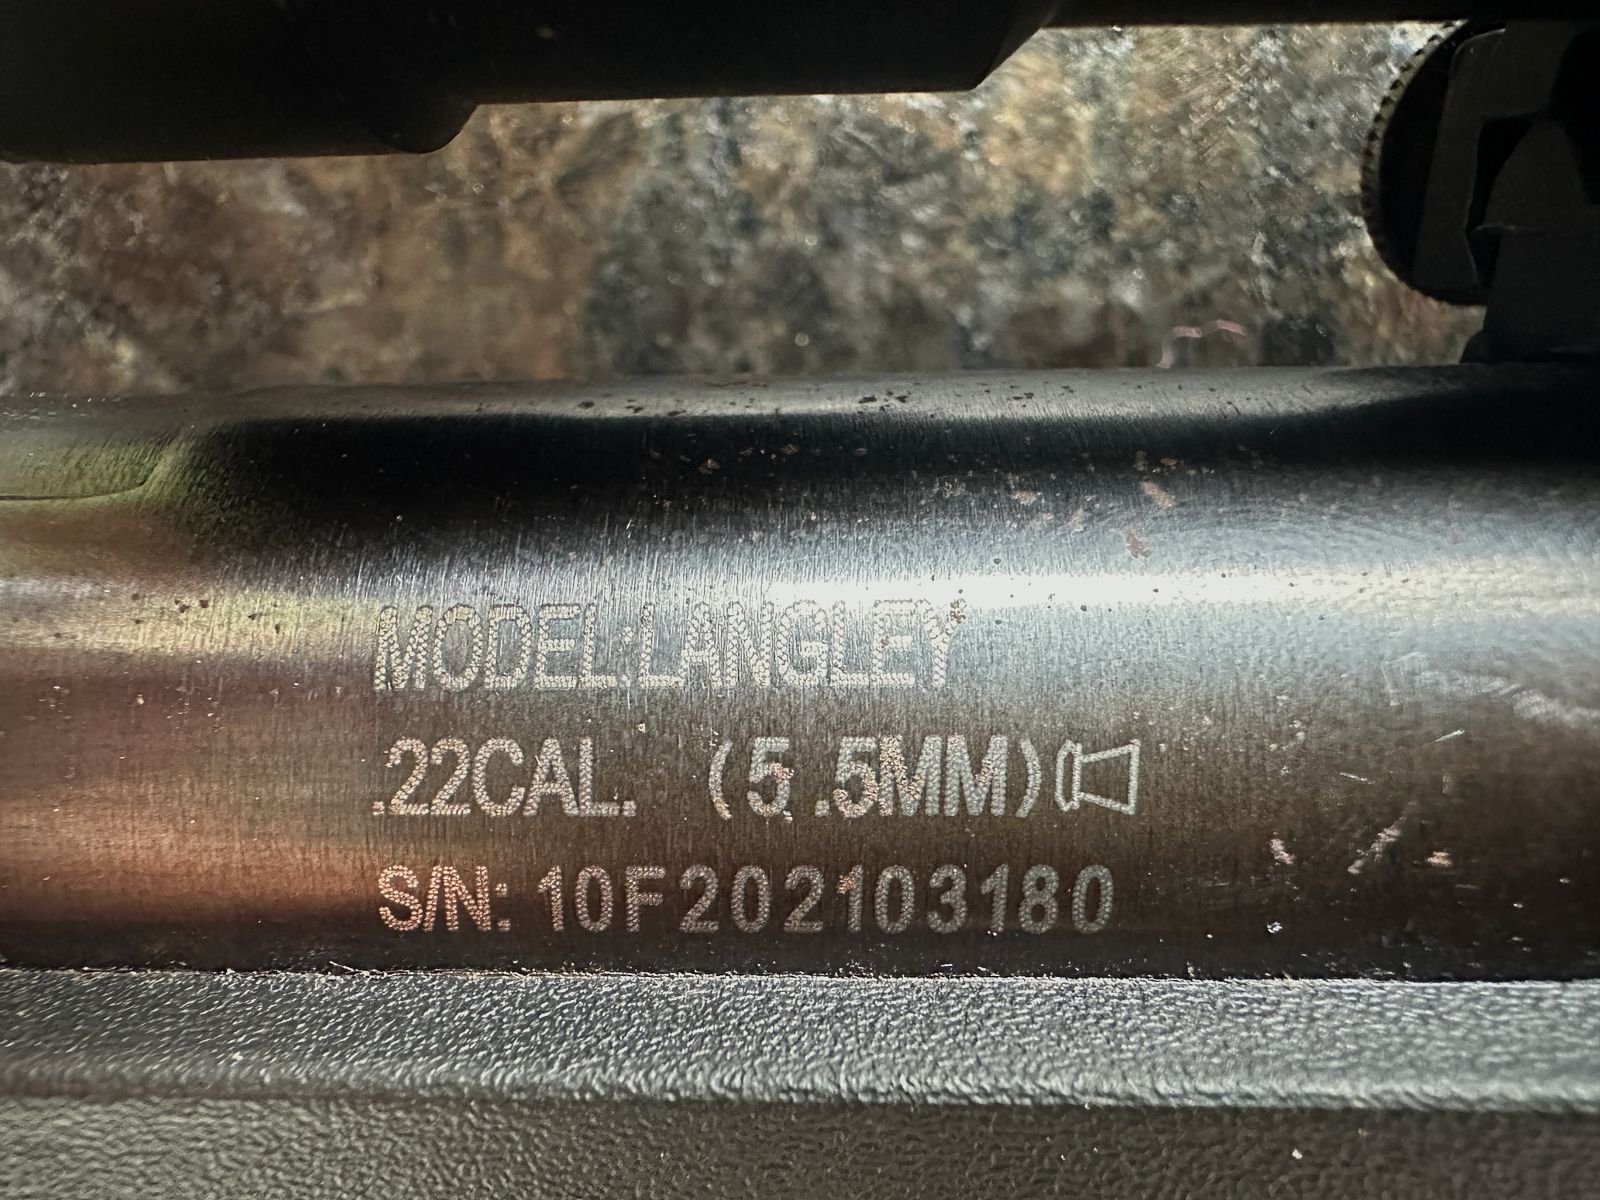 MODEL:LANGLEY
.22CAL. (5.5MM)
S/N: 10F202103180